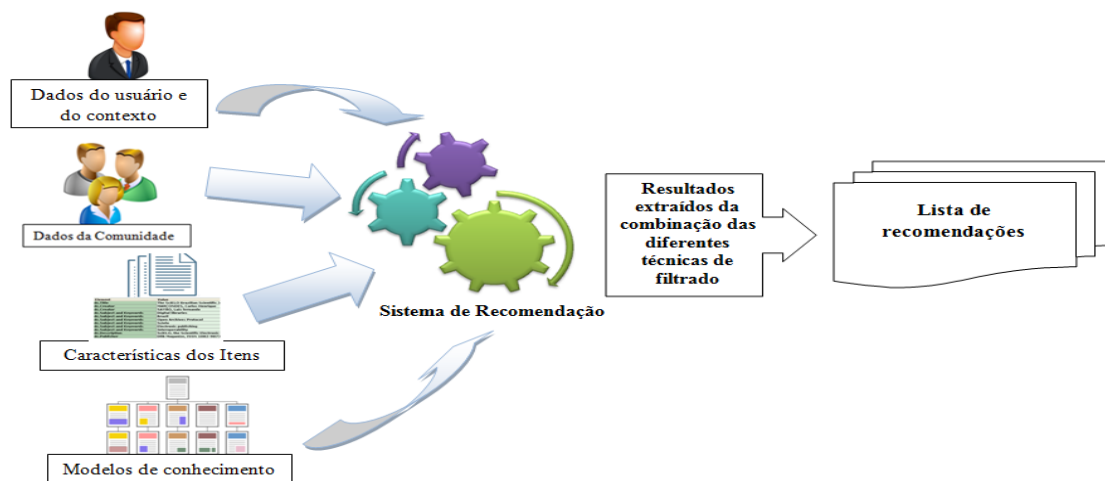 Dados do usuário e
do contexto
Dados da Comunidade
Características dos Itens
Modelos de conhecimento
Sistema de Recomendação
Resultados
extraídos da
combinação das
diferentes
técnicas de
filtrado
Lista de
recomendações